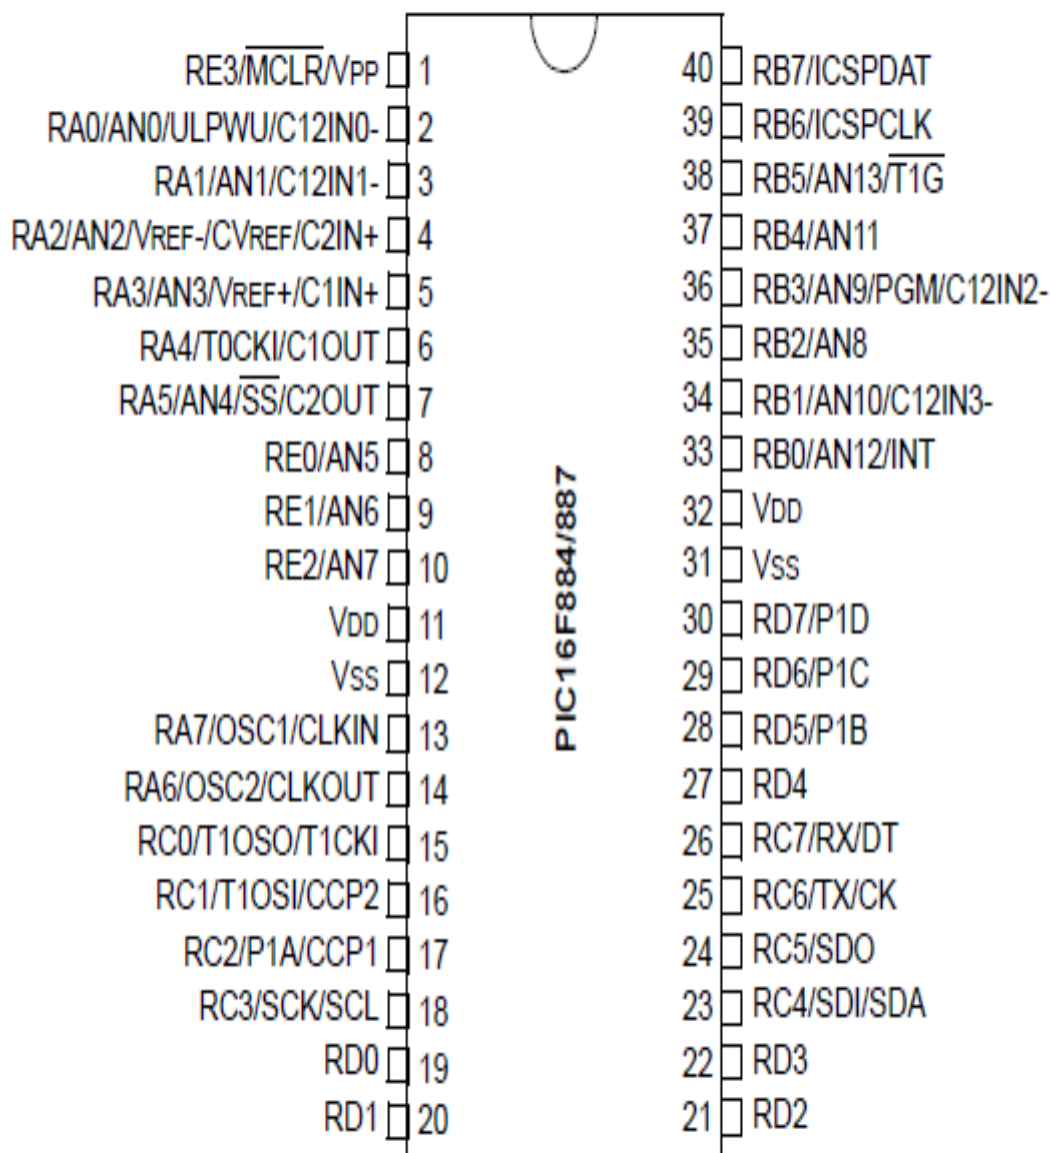 RE3/MCLR/VPP 1
RA0/AN0/ULPWU/C12IN0- 2
RA1/AN1/C12IN1- 3
RA2/AN2/VREF-/CVREF/C2IN+ 4
RA3/AN3/VREF+/C1IN+ 5
RA4/T0CKI/C1OUT 6
RA5/AN4/SS/C2OUT 7
RE0/AN5 8
RE1/AN6 9
RE2/AN7 10
VDD 11
VSS 12
RA7/OSC1/CLKIN 13
RA6/OSC2/CLKOUT 14
RC0/T1OSO/T1CKI 15
RC1/T1OSI/CCP2 16
RC2/P1A/CCP1 17
RC3/SCK/SCL 18
RD0 19
RD1 20
PIC16F884/887
40 RB7/ICSPDAT
39 RB6/ICSPCLK
38 RB5/AN13/T1G
37 RB4/AN11
36 RB3/AN9/PGM/C12IN2-
35 RB2/AN8
34 RB1/AN10/C12IN3-
33 RB0/AN12/INT
32 VDD
31 VSS
30 RD7/P1D
29 RD6/P1C
28 RD5/P1B
27 RD4
26 RC7/RX/DT
25 RC6/TX/CK
24 RC5/SDO
23 RC4/SDI/SDA
22 RD3
21 RD2